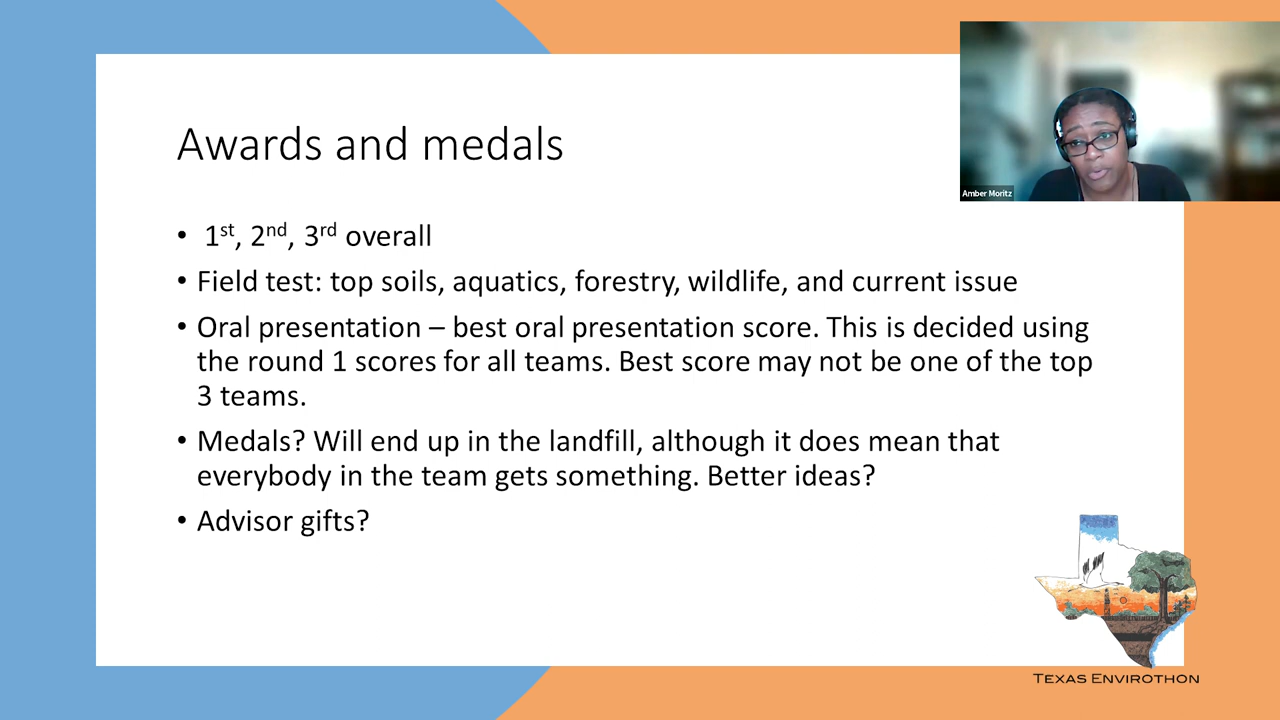 Awards and medals
Amber Moritz
• 1st, 2nd, 3rd overall
• Field test: top soils, aquatics, forestry, wildlife, and current issue
• Oral presentation – best oral presentation score. This is decided using
the round 1 scores for all teams. Best score may not be one of the top
3 teams.
• Medals? Will end up in the landfill, although it does mean that
everybody in the team gets something. Better ideas?
• Advisor gifts?
TEXAS ENVIROTHON